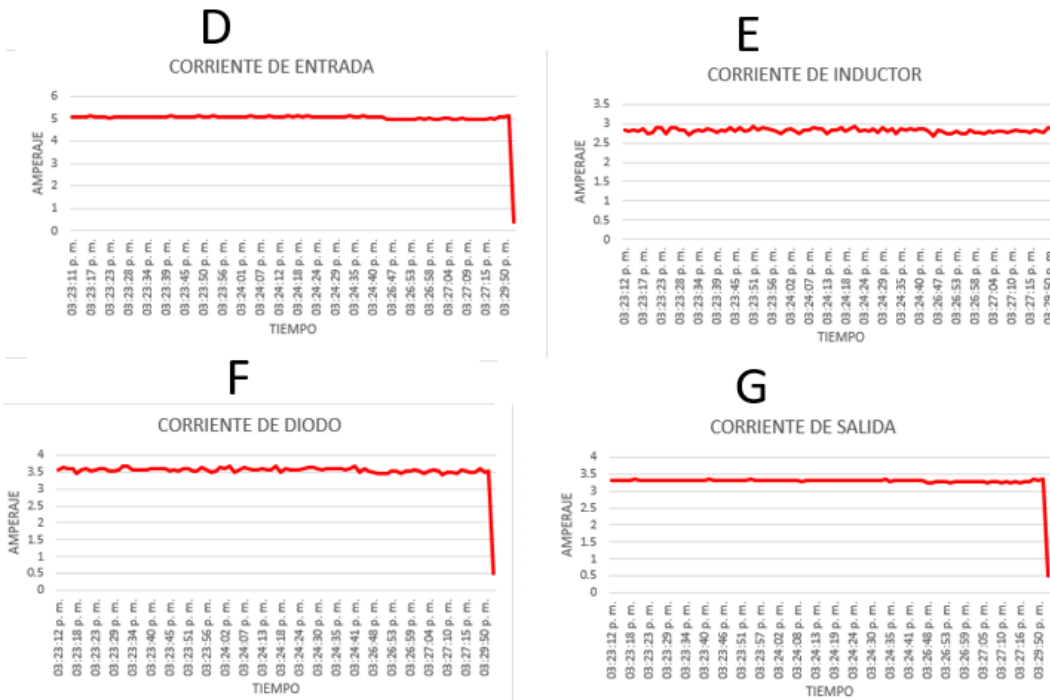 D
CORRIENTE DE ENTRADA
6
5
4
3
2
1
0
AMPERAJE
03:23:11 p. m.
03:23:17 p. m.
03:23:23 p. m.
03:23:28 p. m.
03:23:34 p. m.
03:23:39 p. m.
03:23:45 p. m.
03:23:50 p. m.
03:23:56 p. m.
03:24:01 p. m.
03:24:07 p. m.
03:24:12 p. m.
03:24:18 p. m.
03:24:24 p. m.
03:24:29 p. m.
03:24:35 p. m.
03:24:40 p. m.
03:26:47 p. m.
03:26:53 p. m.
03:26:58 p. m.
03:27:04 p. m.
03:27:09 p. m.
03:27:15 p. m.
03:29:50 p. m.
TIEMPO
E
CORRIENTE DE INDUCTOR
3.5
3
2.5
2
1.5
1
0.5
0
AMPERAJE
03:23:12 p. m.
03:23:17 p. m.
03:23:23 p. m.
03:23:28 p. m.
03:23:34 p. m.
03:23:39 p. m.
03:23:45 p. m.
03:23:51 p. m.
03:23:56 p. m.
03:24:02 p. m.
03:24:07 p. m.
03:24:13 p. m.
03:24:18 p. m.
03:24:24 p. m.
03:24:29 p. m.
03:24:35 p. m.
03:24:40 p. m.
03:26:47 p. m.
03:26:53 p. m.
03:26:58 p. m.
03:27:04 p. m.
03:27:10 p. m.
03:27:15 p. m.
03:29:50 p. m.
TIEMPO
F
CORRIENTE DE DIODO
4
3.5
3
2.5
2
1.5
1
0.5
0
AMPERAJE
03:23:12 p. m.
03:23:18 p. m.
03:23:23 p. m.
03:23:29 p. m.
03:23:34 p. m.
03:23:40 p. m.
03:23:45 p. m.
03:23:51 p. m.
03:23:56 p. m.
03:24:02 p. m.
03:24:07 p. m.
03:24:13 p. m.
03:24:18 p. m.
03:24:24 p. m.
03:24:30 p. m.
03:24:35 p. m.
03:24:41 p. m.
03:26:48 p. m.
03:26:53 p. m.
03:26:59 p. m.
03:27:04 p. m.
03:27:10 p. m.
03:27:15 p. m.
03:29:50 p. m.
TIEMPO
G
CORRIENTE DE SALIDA
4
3.5
3
2.5
2
1.5
1
0.5
0
AMPERAJE
03:23:12 p. m.
03:23:18 p. m.
03:23:23 p. m.
03:23:29 p. m.
03:23:34 p. m.
03:23:40 p. m.
03:23:46 p. m.
03:23:51 p. m.
03:23:57 p. m.
03:24:02 p. m.
03:24:08 p. m.
03:24:13 p. m.
03:24:19 p. m.
03:24:24 p. m.
03:24:30 p. m.
03:24:35 p. m.
03:24:41 p. m.
03:26:48 p. m.
03:26:53 p. m.
03:26:59 p. m.
03:27:05 p. m.
03:27:10 p. m.
03:27:16 p. m.
03:29:50 p. m.
TIEMPO